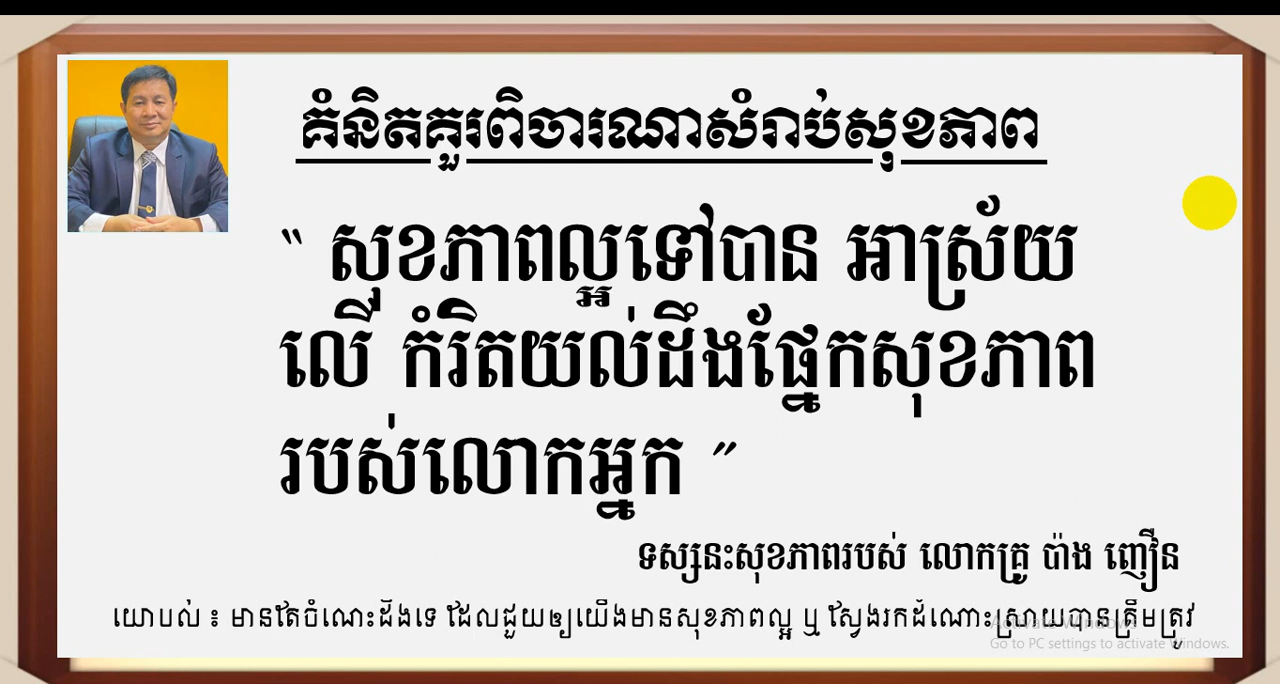 គំនិតគួរពិចារណាសំរាប់សុខភាព
“ សុខភាពល្អទៅបាន អាស្រ័យ
លើ កំរិតយល់ដឹងផ្នែកសុខភាព
របស់លោកអ្នក ”
ទស្សនះសុខភាពរបស់ លោកគ្រូ ប៉ាង ញឿន
យោបល់ ៖ មានតែចំណេះដឹងទេ ដែលជួយឲ្យយើងមានសុខភាពល្អ ឬ ស្វែងរកដំណោះស្រាយបានត្រឹមត្រូវ
Activate Windows
Go to PC settings to activate Windows.